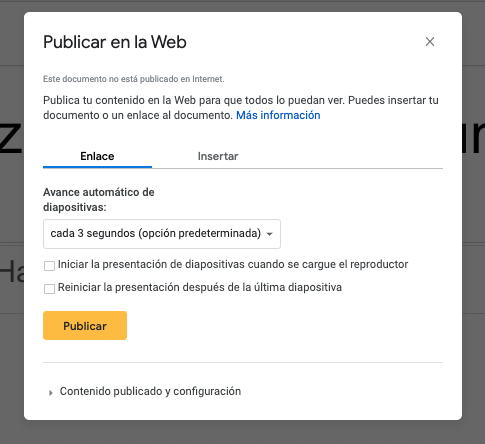 Publicar en la Web
Este documento no está publicado en Internet.
Publica tu contenido en la Web para que todos lo puedan ver. Puedes insertar tu
documento o un enlace al documento. Más información
Enlace
Insertar
Avance automático de
diapositivas:
cada 3 segundos (opción predeterminada)
Iniciar la presentación de diapositivas cuando se cargue el reproductor
Reiniciar la presentación después de la última diapositiva
Publicar
Contenido publicado y configuración